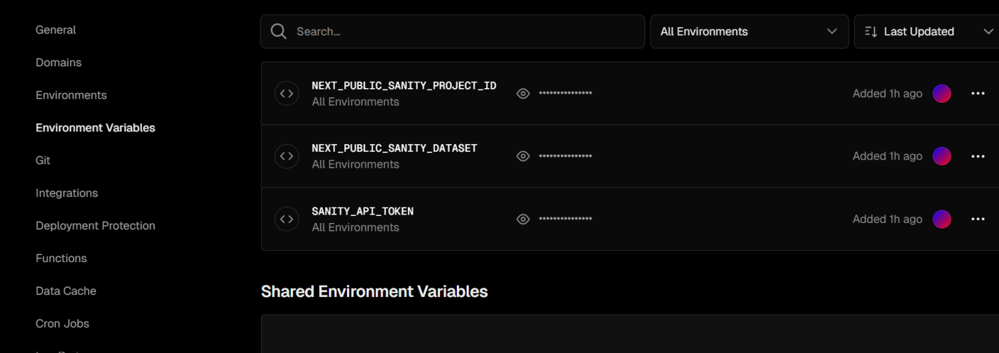 General
Domains
Environments
Environment Variables
Git
Integrations
Deployment Protection
Functions
Data Cache
Cron Jobs
Search...
All Environments
Last Updated
NEXT_PUBLIC_SANITY_PROJECT_ID
All Environments
•••••••••••••••
Added 1h ago
NEXT_PUBLIC_SANITY_DATASET
All Environments
•••••••••••••••
Added 1h ago
SANITY_API_TOKEN
All Environments
•••••••••••••••
Added 1h ago
Shared Environment Variables